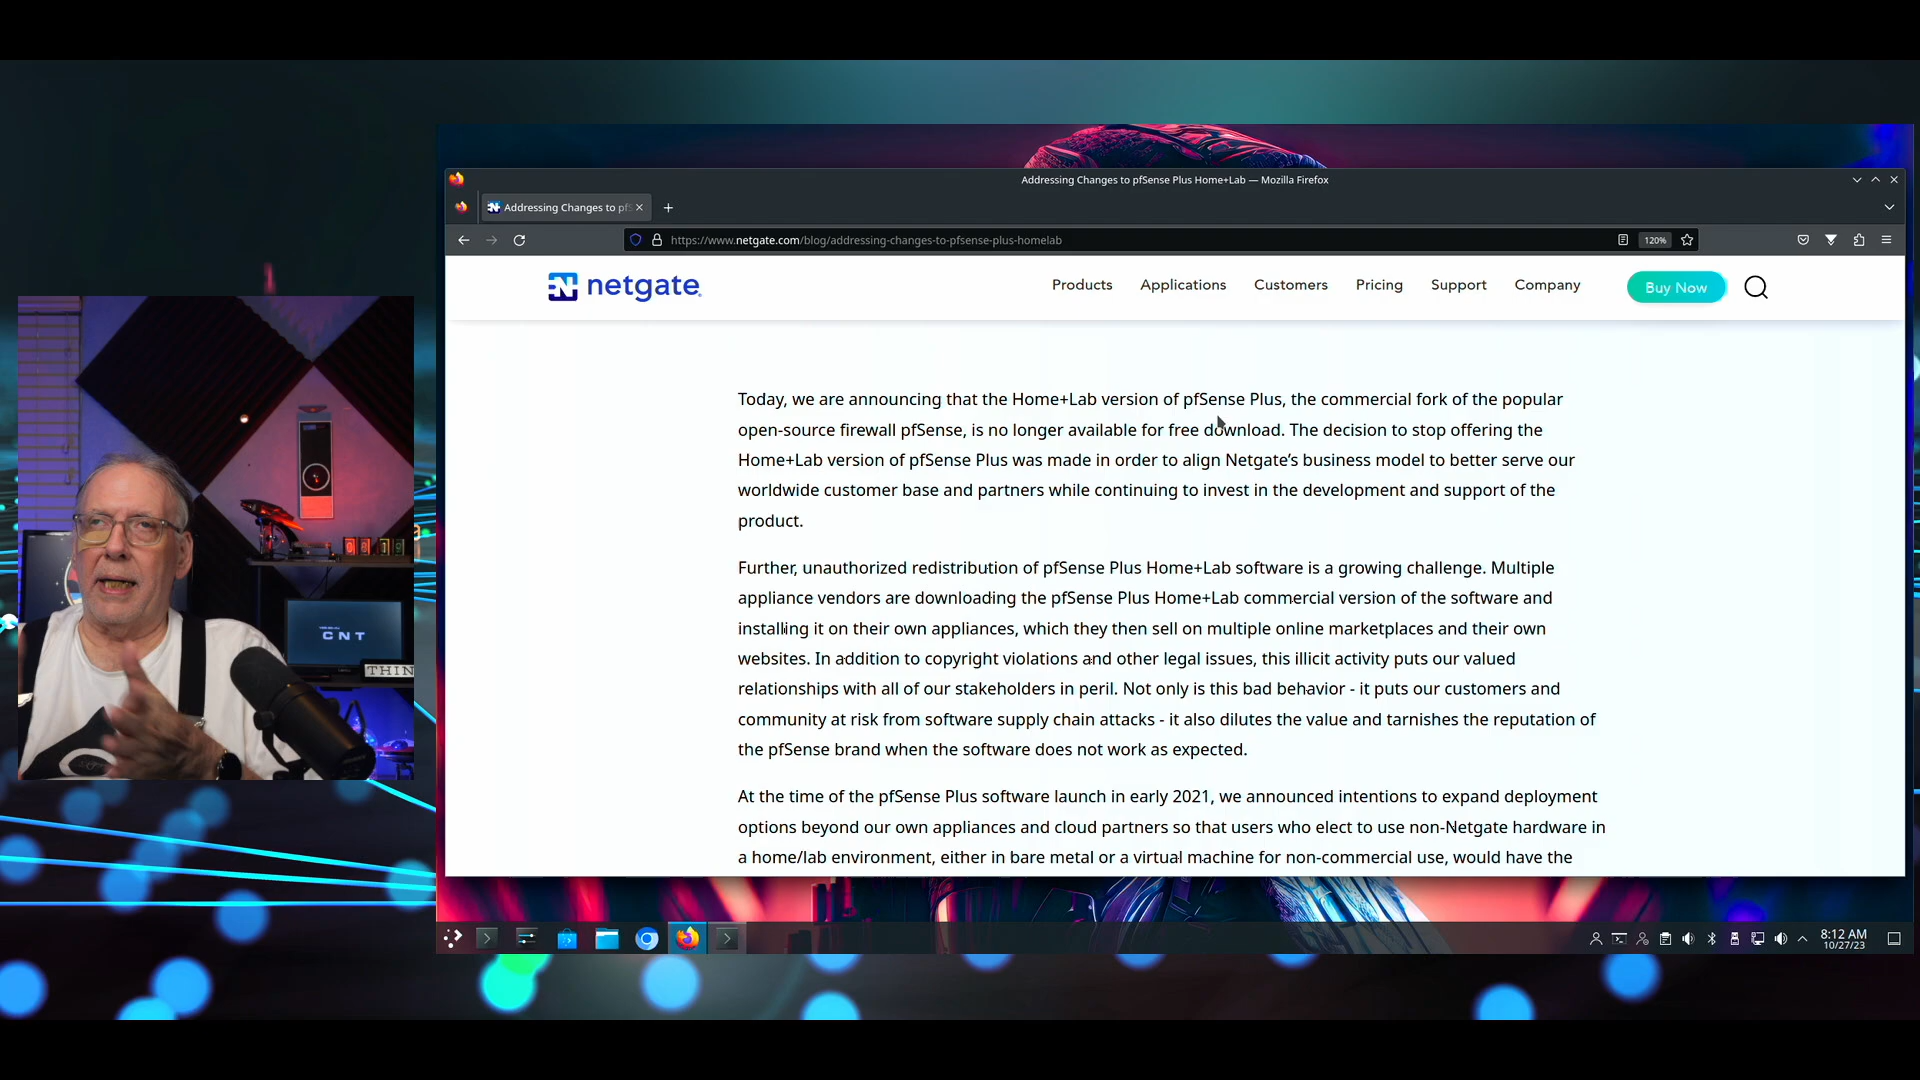 Addressing Changes to pfSense Plus Home+Lab — Mozilla Firefox
Addressing Changes to pfS
https://www.netgate.com/blog/addressing-changes-to-pfsense-plus-homelab
120%
netgate
Products Applications Customers Pricing Support Company Buy Now
Today, we are announcing that the Home+Lab version of pfSense Plus, the commercial fork of the popular
open-source firewall pfSense, is no longer available for free download. The decision to stop offering the
Home+Lab version of pfSense Plus was made in order to align Netgate’s business model to better serve our
worldwide customer base and partners while continuing to invest in the development and support of the
product.
Further, unauthorized redistribution of pfSense Plus Home+Lab software is a growing challenge. Multiple
appliance vendors are downloading the pfSense Plus Home+Lab commercial version of the software and
installing it on their own appliances, which they then sell on multiple online marketplaces and their own
websites. In addition to copyright violations and other legal issues, this illicit activity puts our valued
relationships with all of our stakeholders in peril. Not only is this bad behavior - it puts our customers and
community at risk from software supply chain attacks - it also dilutes the value and tarnishes the reputation of
the pfSense brand when the software does not work as expected.
At the time of the pfSense Plus software launch in early 2021, we announced intentions to expand deployment
options beyond our own appliances and cloud partners so that users who elect to use non-Netgate hardware in
a home/lab environment, either in bare metal or a virtual machine for non-commercial use, would have the
8:12 AM
10/27/23
CNT
THIN